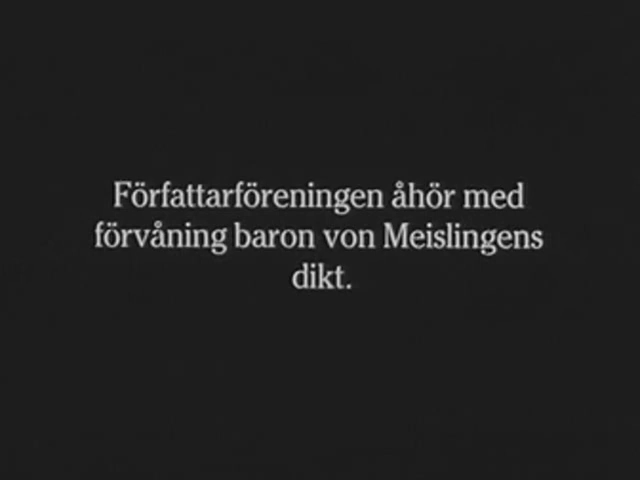 Författarföreningen åhör med
förvåning baron von Meislingens
dikt.